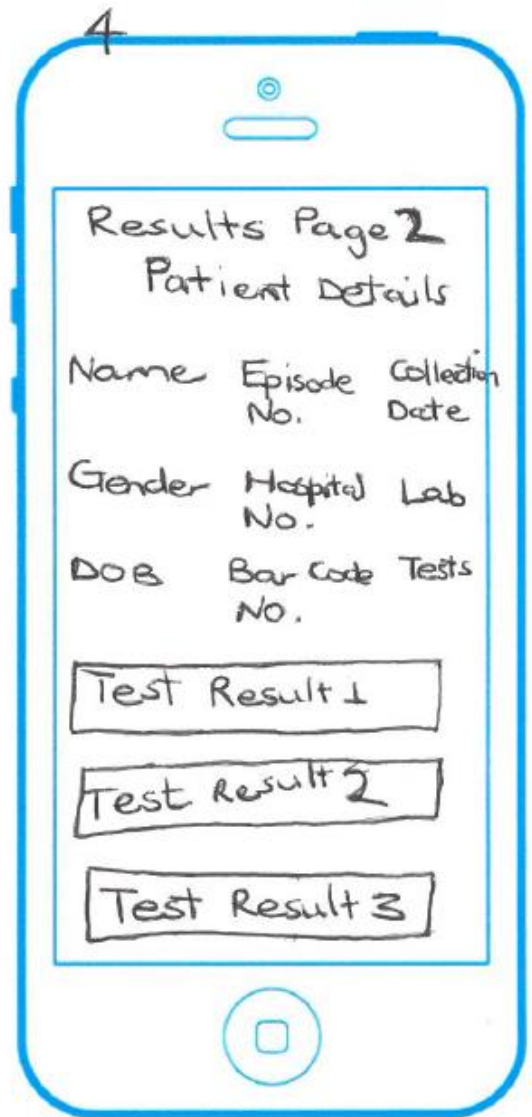 4
Results Page 2
Patient Details
Name Episode No. Collection Date
Gender Hospital No. Lab
DOB Bar Code No. Tests
Test Result 1
Test Result 2
Test Result 3